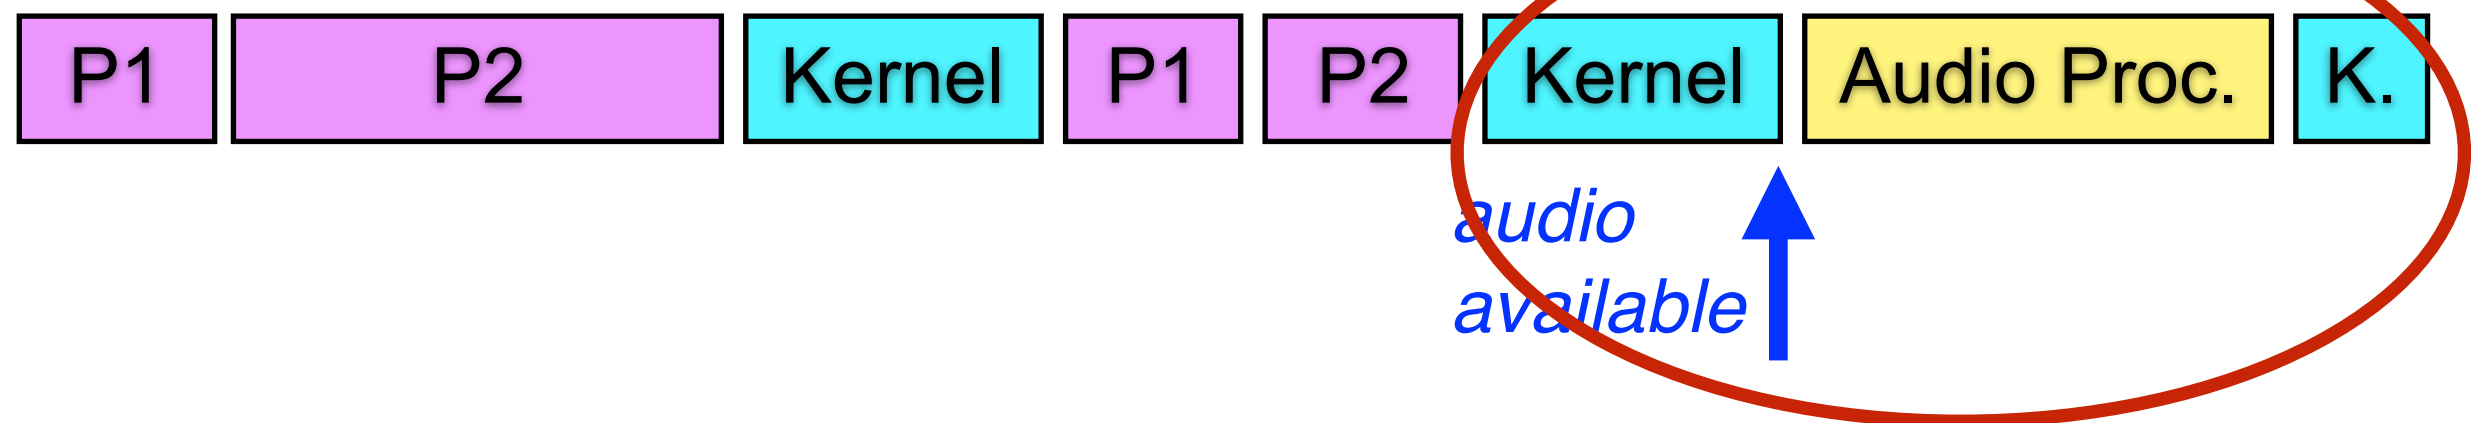 P1 P2 Kernel P1 P2 Kernel Audio Proc. K.
audio
available